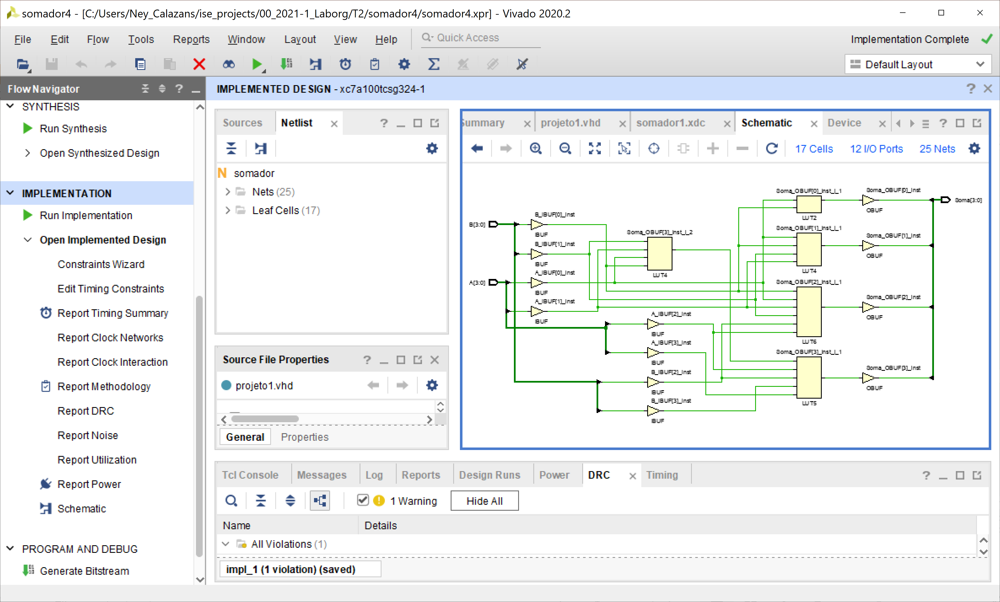 somador4 - [C:/Users/Ney_Calazans/ise_projects/00_2021-1_Laborg/T2/somador4/somador4.xpr] - Vivado 2020.2
File Edit Flow Tools Reports Window Layout View Help Quick Access Implementation Complete
Default Layout
Flow Navigator
SYNTHESIS
Run Synthesis
Open Synthesized Design
IMPLEMENTATION
Run Implementation
Open Implemented Design
Constraints Wizard
Edit Timing Constraints
Report Timing Summary
Report Clock Networks
Report Clock Interaction
Report Methodology
Report DRC
Report Noise
Report Utilization
Report Power
Schematic
PROGRAM AND DEBUG
Generate Bitstream
IMPLEMENTED DESIGN - xc7a100tcsg324-1
Sources Netlist
N somador
Nets (25)
Leaf Cells (17)
Source File Properties
projeto1.vhd
General Properties
Summary projeto1.vhd somador1.xdc Schematic Device
17 Cells 12 I/O Ports 25 Nets
Soma_OBUF[0]_inst_i_1
Soma_OBUF[0]_inst
Soma[3:0]
OBUF
LUT2
B_IBUF[0]_inst
B[3:0]
IBUF
Soma_OBUF[1]_inst_i_1
Soma_OBUF[3]_inst_i_2
Soma_OBUF[1]_inst
B_IBUF[1]_inst
OBUF
IBUF
LUT4
A_IBUF[0]_inst
LUT4
A[3:0]
Soma_OBUF[2]_inst_i_1
IBUF
Soma_OBUF[2]_inst
A_IBUF[1]_inst
A_IBUF[2]_inst
OBUF
IBUF
IBUF
LUT6
A_IBUF[3]_inst
Soma_OBUF[3]_inst_i_1
IBUF
Soma_OBUF[3]_inst
B_IBUF[2]_inst
OBUF
IBUF
B_IBUF[3]_inst
LUT5
IBUF
Tcl Console Messages Log Reports Design Runs Power DRC Timing
1 Warning Hide All
Name Details
All Violations (1)
impl_1 (1 violation) (saved)